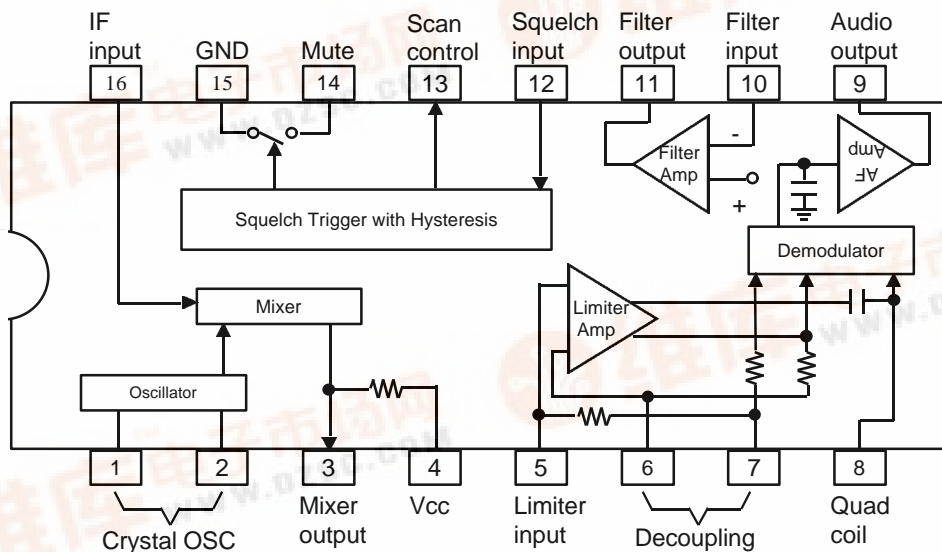 IF input
GND
Mute
Scan control
Squelch input
Filter output
Filter input
Audio output
16
15
14
13
12
11
10
9
Filter Amp
-
+
AF Amp
Squelch Trigger with Hysteresis
Demodulator
Mixer
Limiter Amp
Oscillator
1
2
3
4
5
6
7
8
Crystal OSC
Mixer output
Vcc
Limiter input
Decoupling
Quad coil